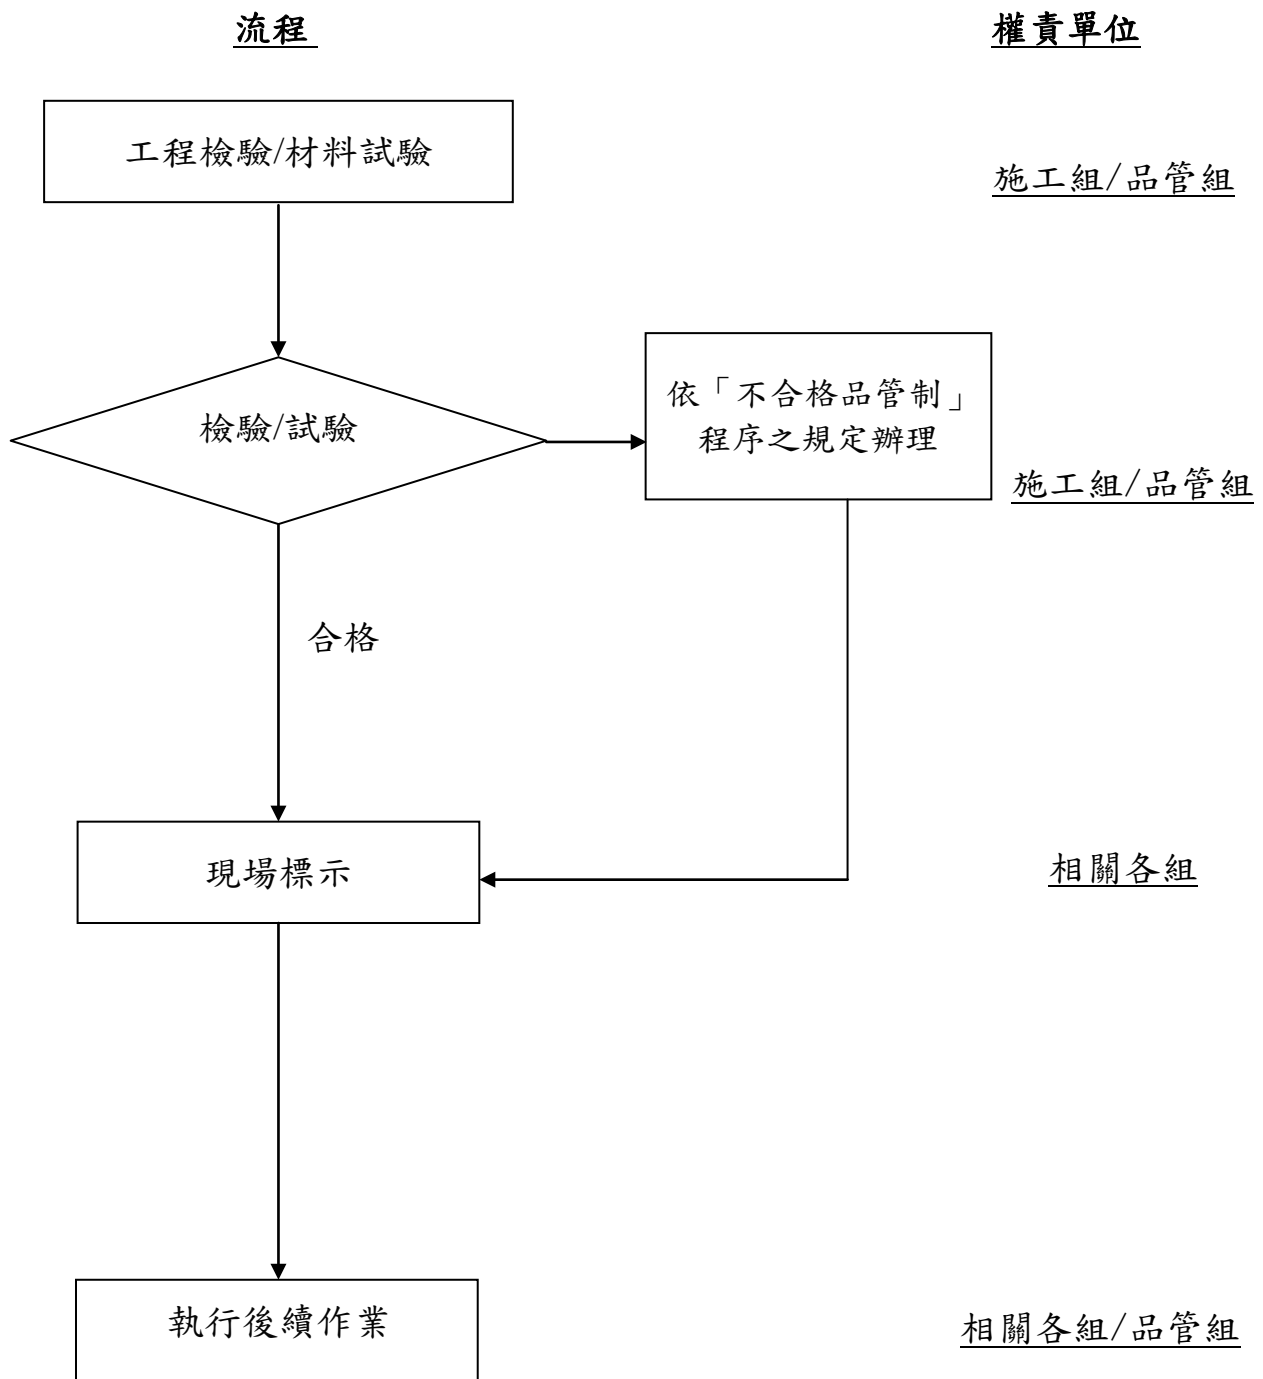 流程
權責單位
工程檢驗/材料試驗
施工組/品管組
檢驗/試驗
依「不合格品管制」
程序之規定辦理
施工組/品管組
合格
現場標示
相關各組
執行後續作業
相關各組/品管組